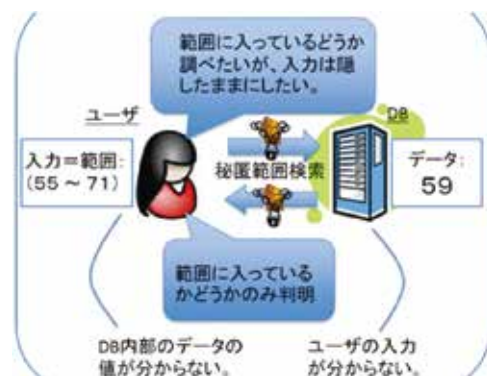 範囲に入っているどうか
調べたいが、入力は隠
したままにしたい。
ユーザ
DB
入力＝範囲：
(55 ～ 71)
秘匿範囲検索
データ：
59
範囲に入っている
かどうかのみ判明
DB内部のデータの
値が分からない。
ユーザの入力
が分からない。